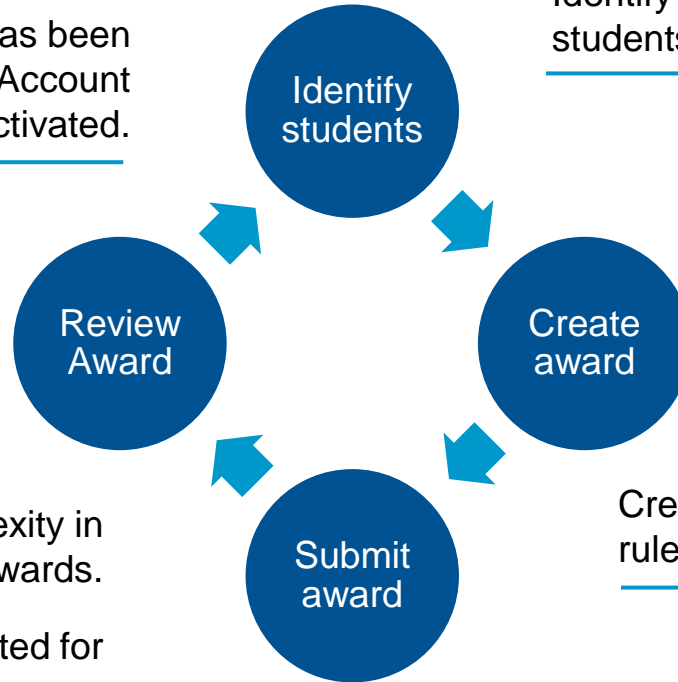 as been
Account
ctivated.
Identify
students
Identify
students
Review
Award
Create
award
Submit
award
Cre
rule
exity in
wards.
ted for